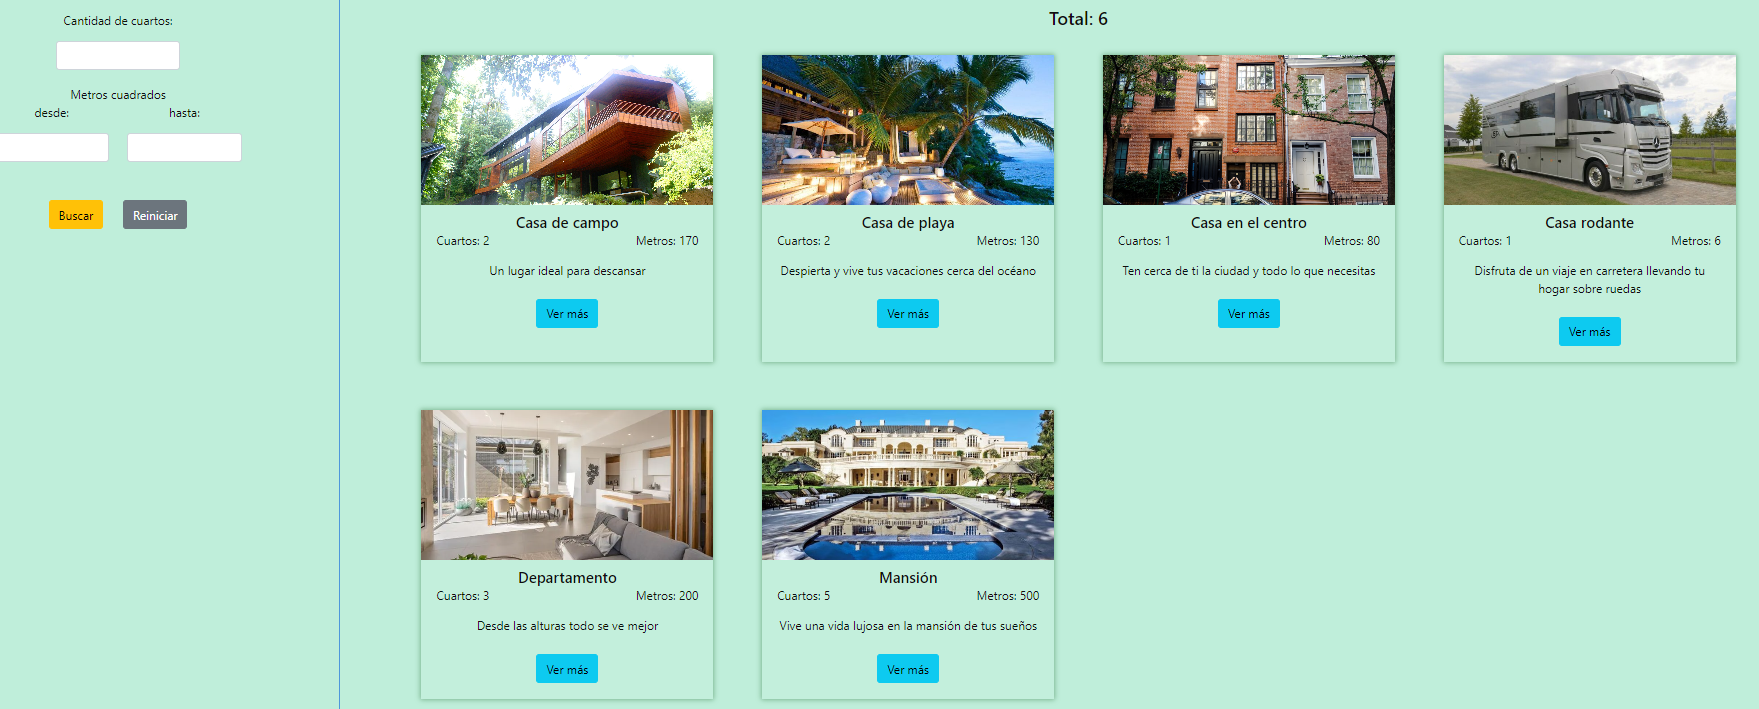 Cantidad de cuartos:
Metros cuadrados
desde: hasta:
Buscar Reiniciar
Total: 6
Casa de campo
Cuartos: 2 Metros: 170
Un lugar ideal para descansar
Ver más
Casa de playa
Cuartos: 2 Metros: 130
Despierta y vive tus vacaciones cerca del océano
Ver más
Casa en el centro
Cuartos: 1 Metros: 80
Ten cerca de ti la ciudad y todo lo que necesitas
Ver más
Casa rodante
Cuartos: 1 Metros: 6
Disfruta de un viaje en carretera llevando tu
hogar sobre ruedas
Ver más
Departamento
Cuartos: 3 Metros: 200
Desde las alturas todo se ve mejor
Ver más
Mansión
Cuartos: 5 Metros: 500
Vive una vida lujosa en la mansión de tus sueños
Ver más